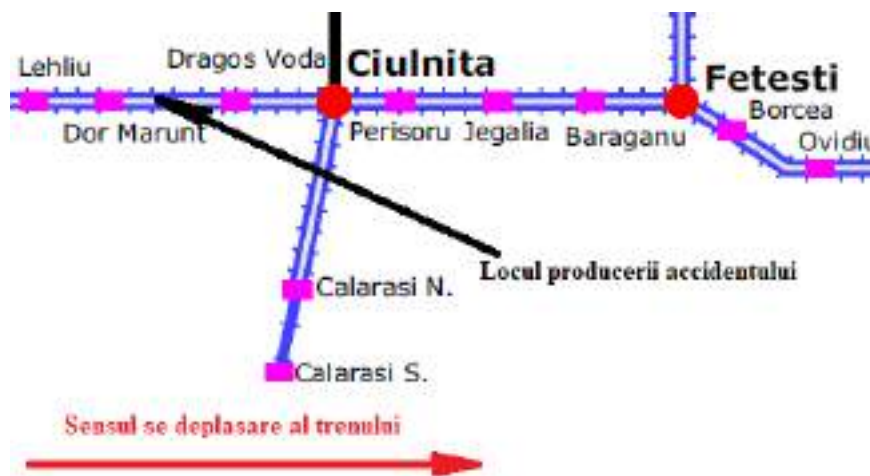 Lehliu
Dragos Voda
Ciulnita
Fetesti
Dor Marunt
Perisoru
Jegalia
Baraganu
Borcea
Ovidiu
Locul producerii accidentului
Calarasi N.
Calarasi S.
Sensul se deplasare al trenului